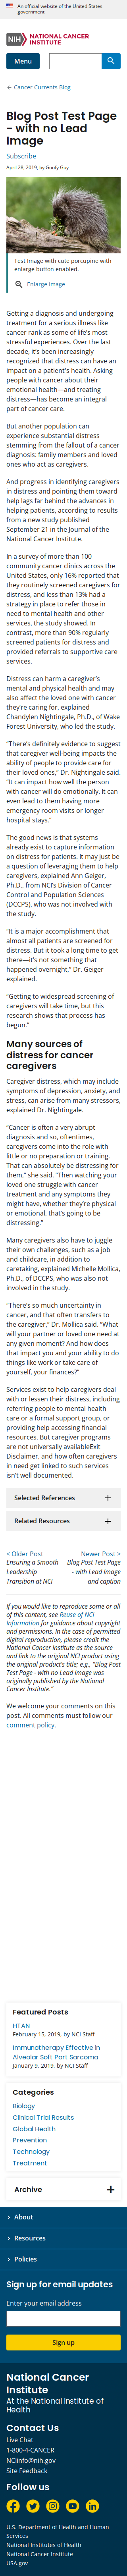 An official website of the United States
government
NIH NATIONAL CANCER
INSTITUTE
Menu
Cancer Currents Blog
Blog Post Test Page
- with no Lead
Image
Subscribe
April 28, 2019, by Goofy Guy
Test Image with cute porcupine with
enlarge button enabled.
Enlarge Image
Getting a diagnosis and undergoing
treatment for a serious illness like
cancer rank as some of life's most
difficult experiences. Over the last
decade, it's been increasingly
recognized that distress can have an
impact on a patient's health. Asking
people with cancer about their
emotional health—and treating
distress—has become an integral
part of cancer care.
But another population can
experience substantial distress
stemming from the fallout of a cancer
diagnosis family members and loved
ones who act as caregivers.
And progress in identifying caregivers
in distress and pointing them toward
help lags far behind the advances in
helping patients, according to results
from a new study published
September 21 in the Journal of the
National Cancer Institute.
In a survey of more than 100
community cancer clinics across the
United States, only 16% reported that
they routinely screened caregivers for
distress, and less than 13% had a
strategy in place to refer those in
need to mental health and other
services, the study showed. In
contrast, more than 90% regularly
screened patients for distress and
provided referrals to supportive care
services.
Distress can harm a caregiver's
mental and physical health and may
also affect the person they're caring
for, the report's leader, explained
Chandylen Nightengale, Ph.D., of Wake
Forest University, who led the study.
“There's definitely evidence to suggest
that caregiver well-being impacts the
ability of people to provide care for
their loved ones,” Dr. Nightingale said.
“It can impact how well the person
with cancer will do medically. It can
even lead to them having more
emergency room visits or longer
hospital stays.”
The good news is that systems
already exist to support a new focus
on distress for patients. It may just be
a matter of leveraging them to help
caregivers, explained Ann Geiger,
Ph.D., from NCI's Division of Cancer
Control and Population Sciences
(DCCPS), who was not involved with
the study.
“It is a major accomplishment that
almost all patients are screened for
distress. But it took a long time to get
there—it's not something that
happened overnight,” Dr. Geiger
explained.
“Getting to widespread screening of
caregivers will take time, but this
search shows that process has
begun.”
Many sources of
distress for cancer
caregivers
Caregiver distress, which may include
symptoms of depression, anxiety, and
strain, can arise from many stressors,
explained Dr. Nightengale.
“Cancer is often a very abrupt
diagnosis and so, oftentimes,
caregivers come into the role with
little or no preparation or training.
That can absolutely be distressing for
them,” she said. “Then watching your
loved one struggle with the cancer
treatment and any symptoms they
might have, whether they're physical
or emotional, that's going to be
stressing.”
Many caregivers also have to juggle
their own challenges, such as a job
and childcare, in addition to
caretaking, explained Michelle Mollica,
Ph.D., of DCCPS, who was also not
involved in the study.
“There's so much uncertainty in
cancer, and that often transfers to the
caregiver,” Dr. Mollica said. “What will
happen to me and my loved one?
What impact will it have on my ability
to do things like work or take care of
myself, your finances?”
Services exist to help caregivers
address distress, including referring
them to mental health
care or a formal support group, or
providing help accessing financial
resources. But caregiver programs
are not universally availableExit
Disclaimer, and how often caregivers
in need get linked to such services
isn't well documented.
Selected References
Related Resources
< Older Post
Ensuring a Smooth
Leadership
Transition at NCI
Newer Post >
Blog Post Test Page
- with Lead Image
and caption
If you would like to reproduce some or all
of this content, see Reuse of NCI
Information for guidance about copyright
and permissions. In the case of permitted
digital reproduction, please credit the
National Cancer Institute as the source
and link to the original NCI product using
the original product's title; e.g., “Blog Post
Test Page - with no Lead Image was
originally published by the National
Cancer Institute.”
We welcome your comments on this
post. All comments must follow our
comment policy.
Featured Posts
HTAN
February 15, 2019, by NCI Staff
Immunotherapy Effective in
Alveolar Soft Part Sarcoma
January 9, 2019, by NCI Staff
Categories
Biology
Clinical Trial Results
Global Health
Prevention
Technology
Treatment
Archive
About
Resources
Policies
Sign up for email updates
Enter your email address
Sign up
National Cancer
Institute
At the National Institutes of
Health
Contact Us
Live Chat
1-800-4-CANCER
NCIinfo@nih.gov
Site Feedback
Follow us
U.S. Department of Health and Human
Services
National Institutes of Health
National Cancer Institute
USA.gov